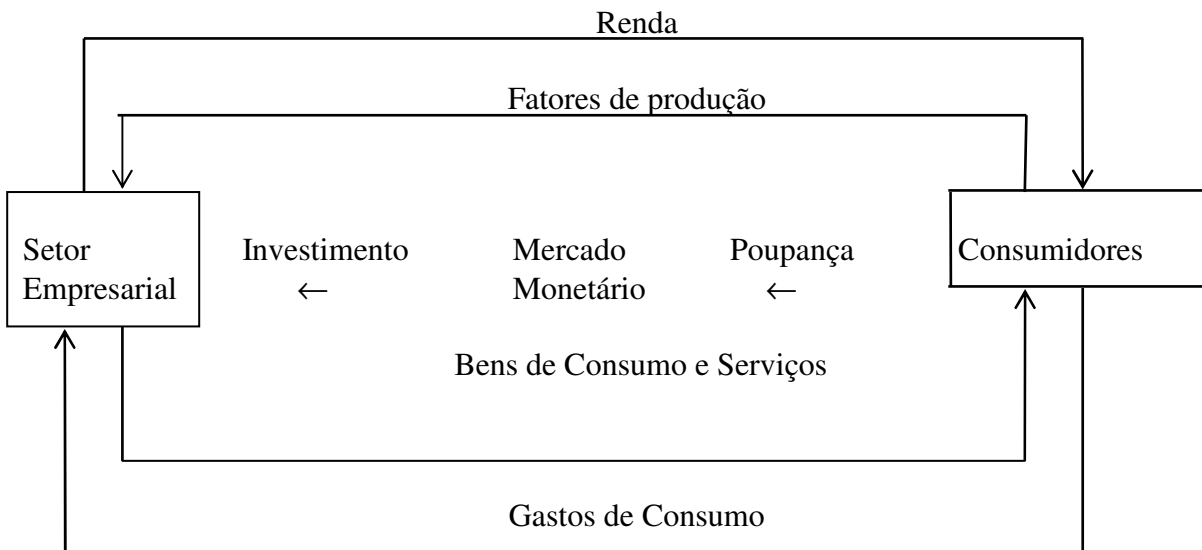 Renda
Fatores de produção
Setor Investimento Mercado Poupança Consumidores
Empresarial ← Monetário ←
Bens de Consumo e Serviços
Gastos de Consumo